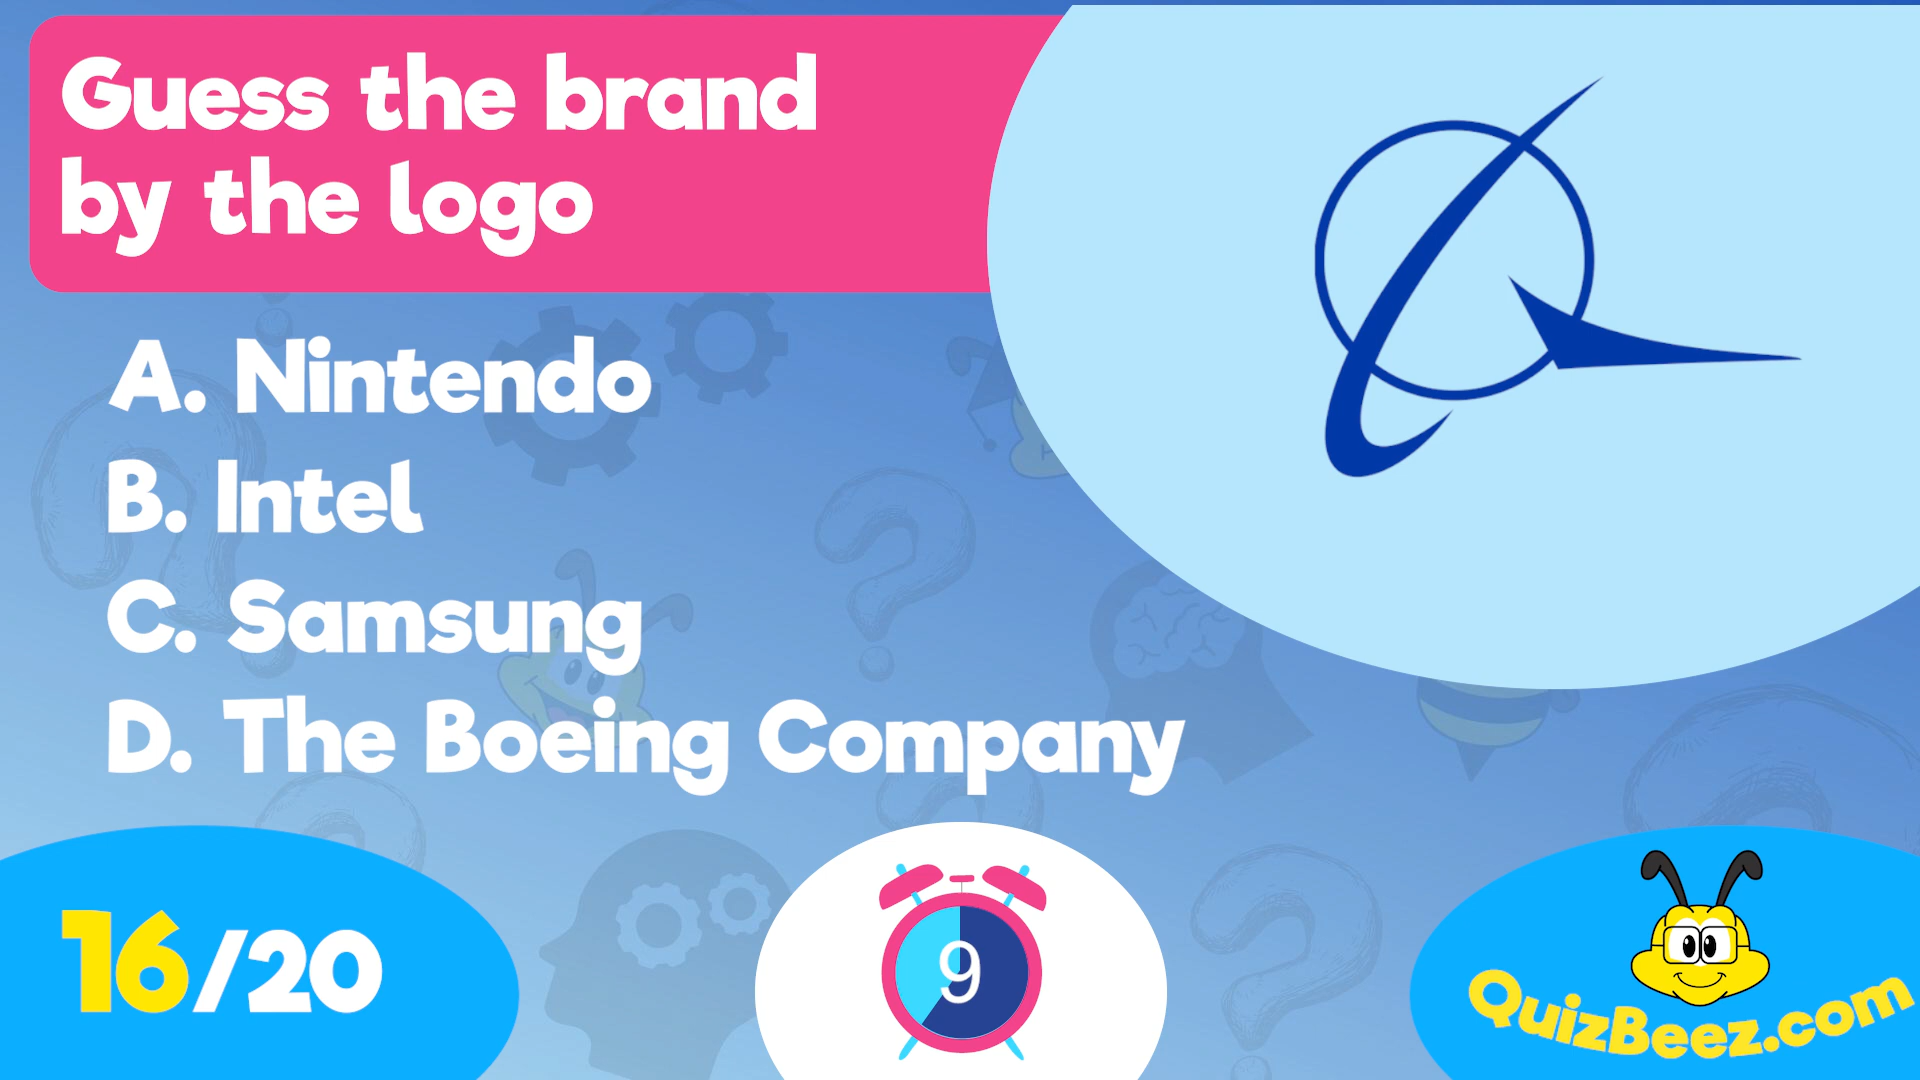 Guess the brand
by the logo
A. Nintendo
B. Intel
C. Samsung
D. The Boeing Company
16/20
9
QuizBeez.com